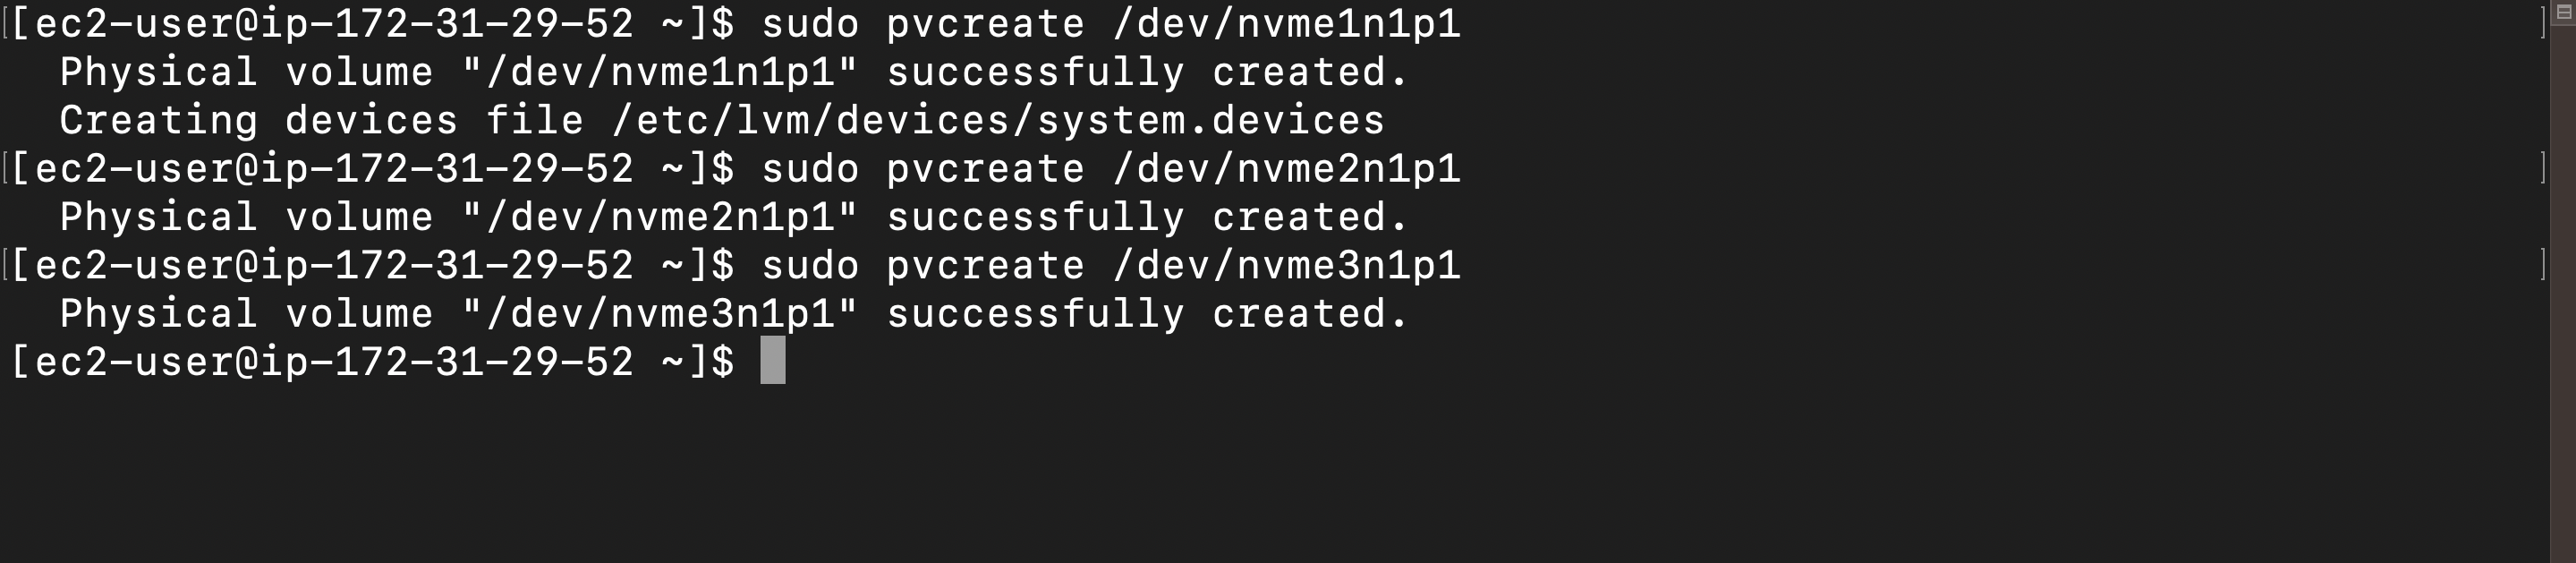 [ec2-user@ip-172-31-29-52 ~]$ sudo pvcreate /dev/nvme1n1p1
  Physical volume "/dev/nvme1n1p1" successfully created.
  Creating devices file /etc/lvm/devices/system.devices
[ec2-user@ip-172-31-29-52 ~]$ sudo pvcreate /dev/nvme2n1p1
  Physical volume "/dev/nvme2n1p1" successfully created.
[ec2-user@ip-172-31-29-52 ~]$ sudo pvcreate /dev/nvme3n1p1
  Physical volume "/dev/nvme3n1p1" successfully created.
[ec2-user@ip-172-31-29-52 ~]$